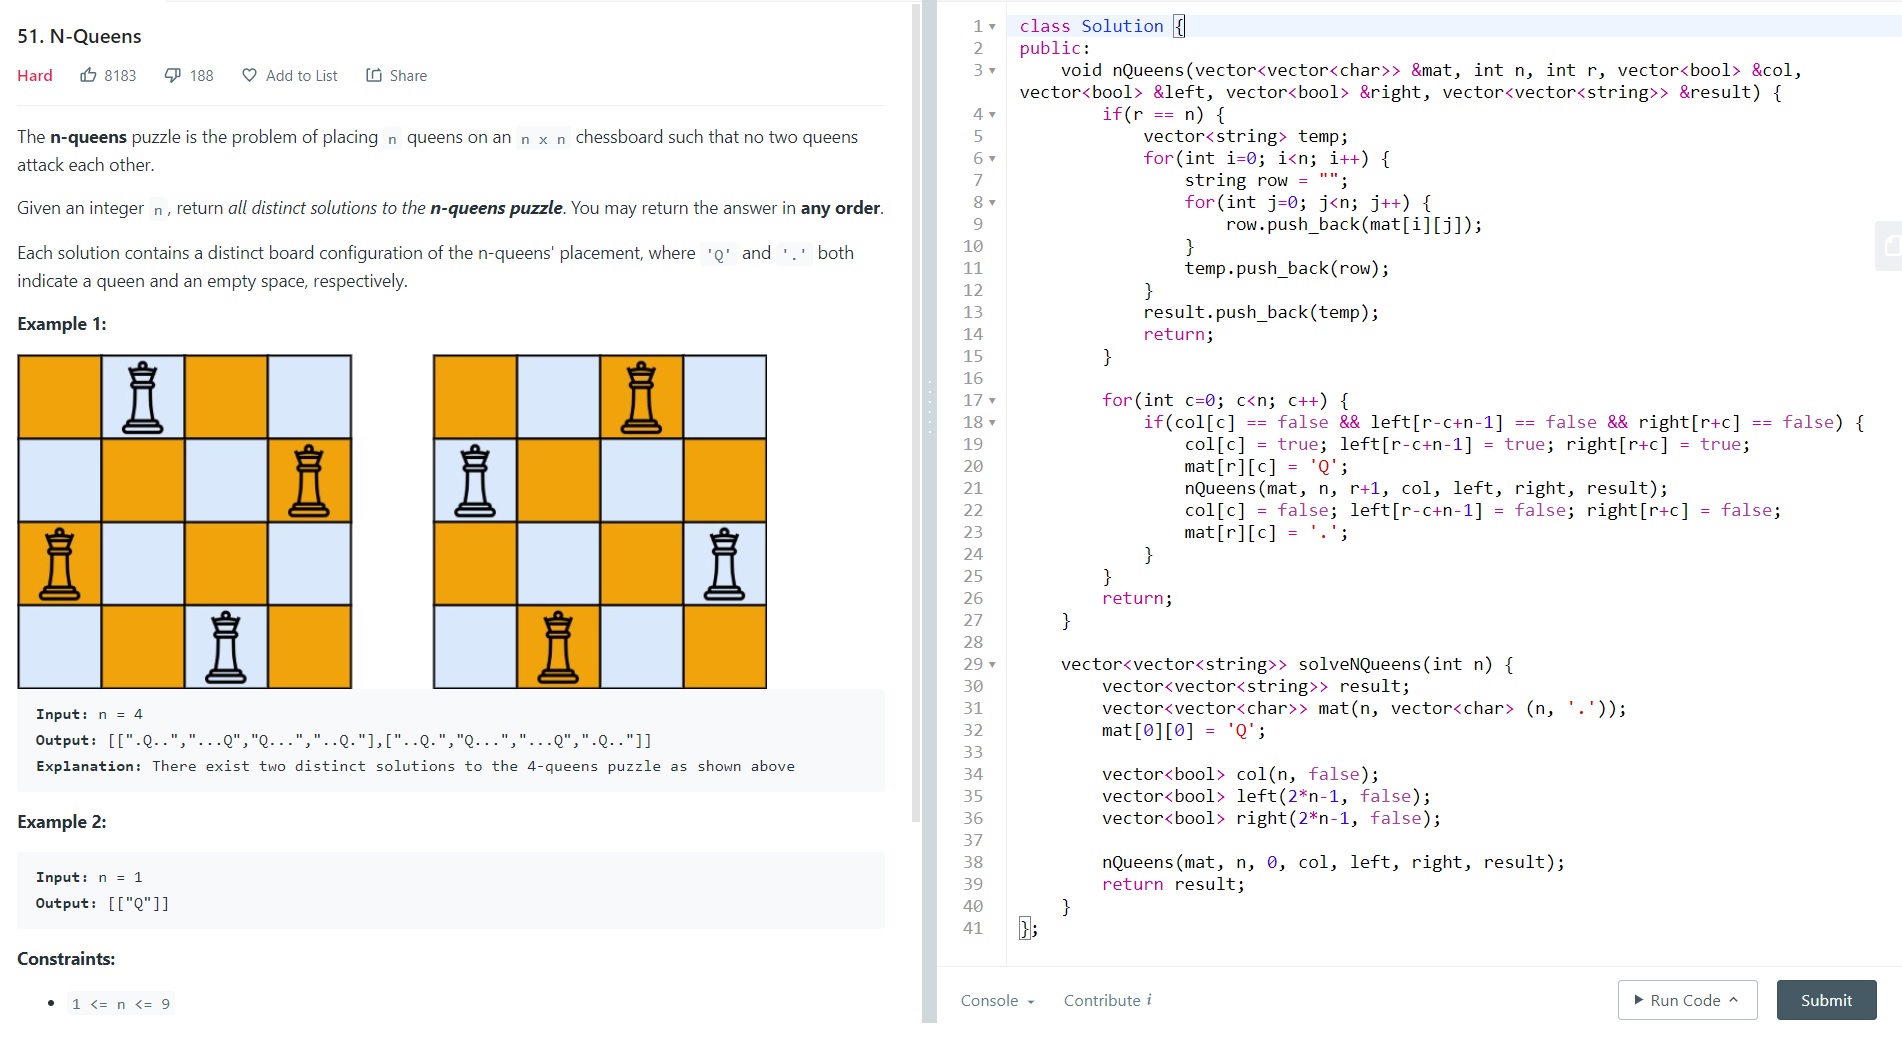 51. N-Queens
Hard 8183 188 Add to List Share
The n-queens puzzle is the problem of placing n queens on an n x n chessboard such that no two queens
attack each other.
Given an integer n, return all distinct solutions to the n-queens puzzle. You may return the answer in any order.
Each solution contains a distinct board configuration of the n-queens' placement, where 'Q' and '.' both
indicate a queen and an empty space, respectively.
Example 1:
Input: n = 4
Output: [[".Q..","...Q","Q...","..Q."],["..Q.","Q...","...Q",".Q.."]]
Explanation: There exist two distinct solutions to the 4-queens puzzle as shown above
Example 2:
Input: n = 1
Output: [["Q"]]
Constraints:
• 1 <= n <= 9
1 class Solution {
2 public:
3     void nQueens(vector<vector<char>> &mat, int n, int r, vector<bool> &col,
vector<bool> &left, vector<bool> &right, vector<vector<string>> &result) {
4         if(r == n) {
5             vector<string> temp;
6             for(int i=0; i<n; i++) {
7                 string row = "";
8                 for(int j=0; j<n; j++) {
9                     row.push_back(mat[i][j]);
10                 }
11                 temp.push_back(row);
12             }
13             result.push_back(temp);
14             return;
15         }
16
17         for(int c=0; c<n; c++) {
18             if(col[c] == false && left[r-c+n-1] == false && right[r+c] == false) {
19                 col[c] = true; left[r-c+n-1] = true; right[r+c] = true;
20                 mat[r][c] = 'Q';
21                 nQueens(mat, n, r+1, col, left, right, result);
22                 col[c] = false; left[r-c+n-1] = false; right[r+c] = false;
23                 mat[r][c] = '.';
24             }
25         }
26         return;
27     }
28
29     vector<vector<string>> solveNQueens(int n) {
30         vector<vector<string>> result;
31         vector<vector<char>> mat(n, vector<char> (n, '.'));
32         mat[0][0] = 'Q';
33
34         vector<bool> col(n, false);
35         vector<bool> left(2*n-1, false);
36         vector<bool> right(2*n-1, false);
37
38         nQueens(mat, n, 0, col, left, right, result);
39         return result;
40     }
41 };
Console Contribute i Run Code Submit